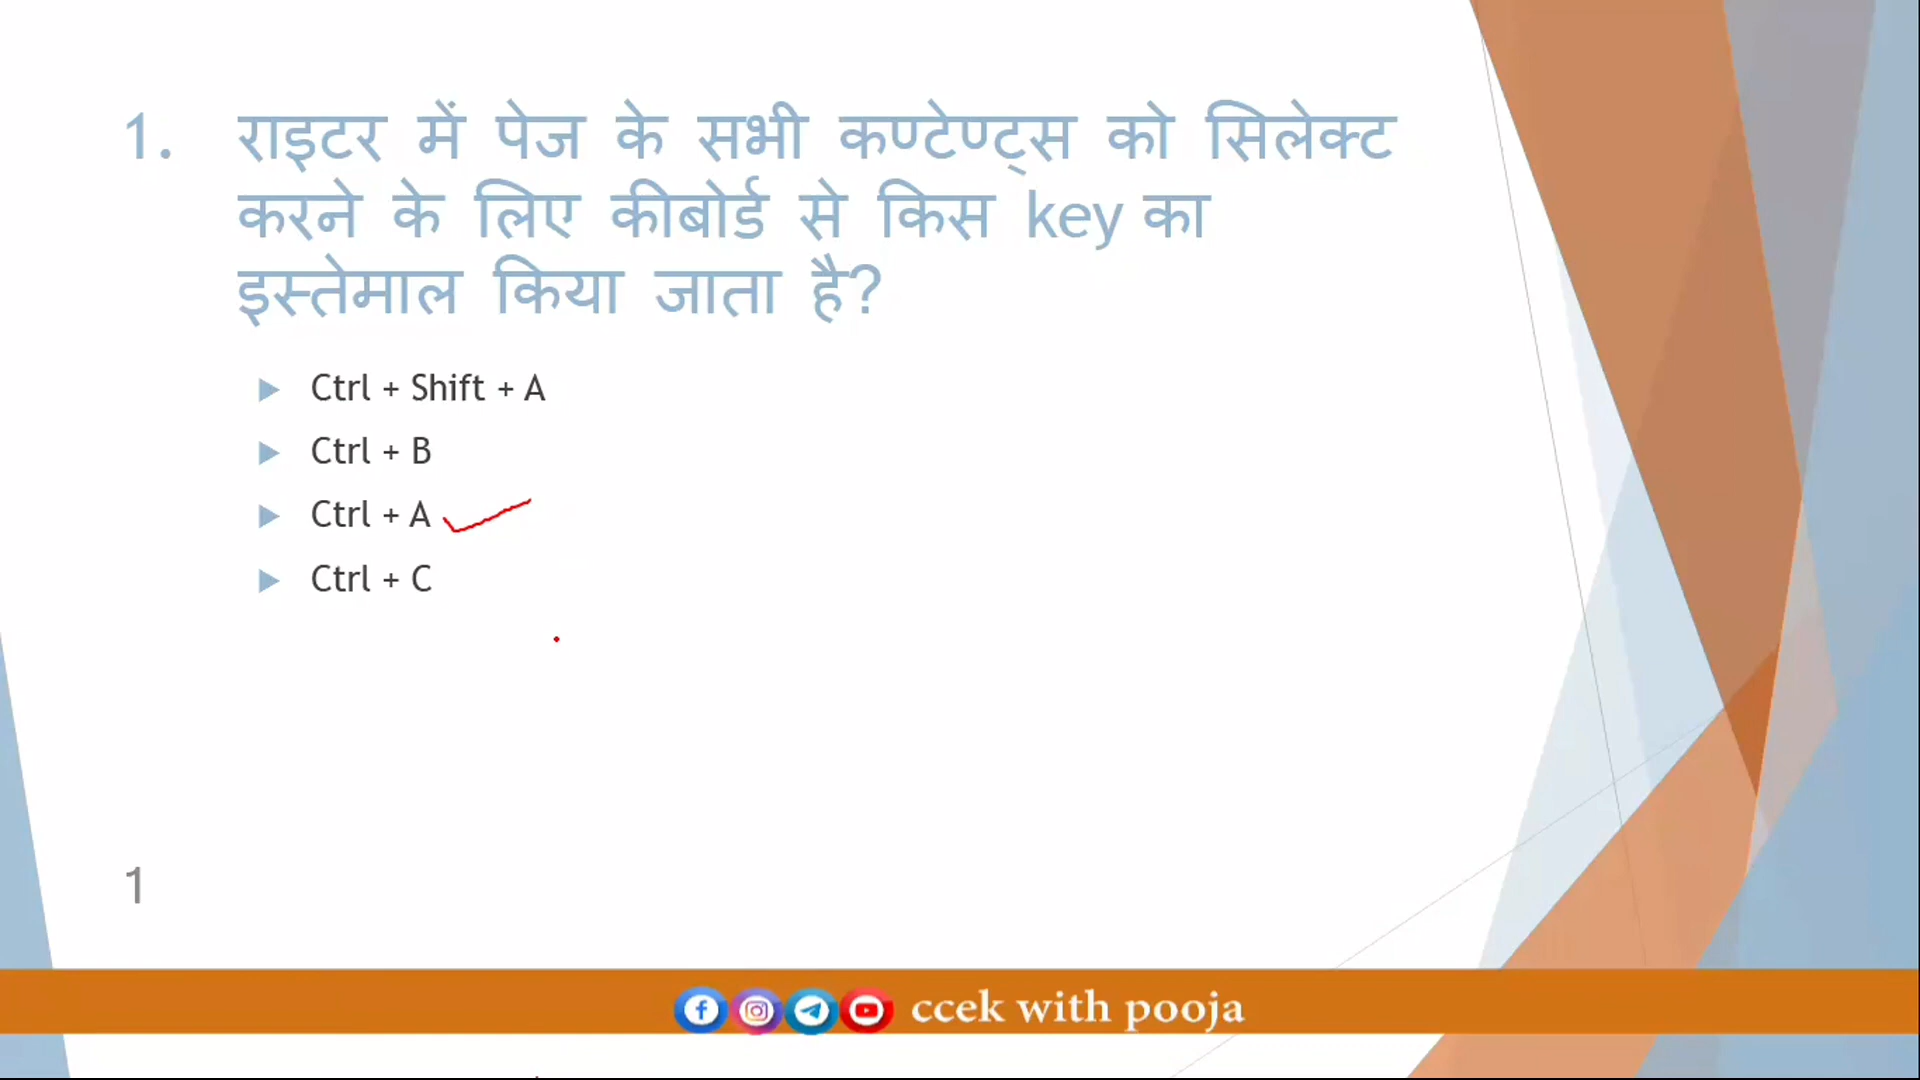 1. राइटर में पेज के सभी कण्टेण्ट्स को सिलेक्ट
करने के लिए कीबोर्ड से किस key का
इस्तेमाल किया जाता है?
Ctrl + Shift + A
Ctrl + B
Ctrl + A
Ctrl + C
1
ccek with pooja